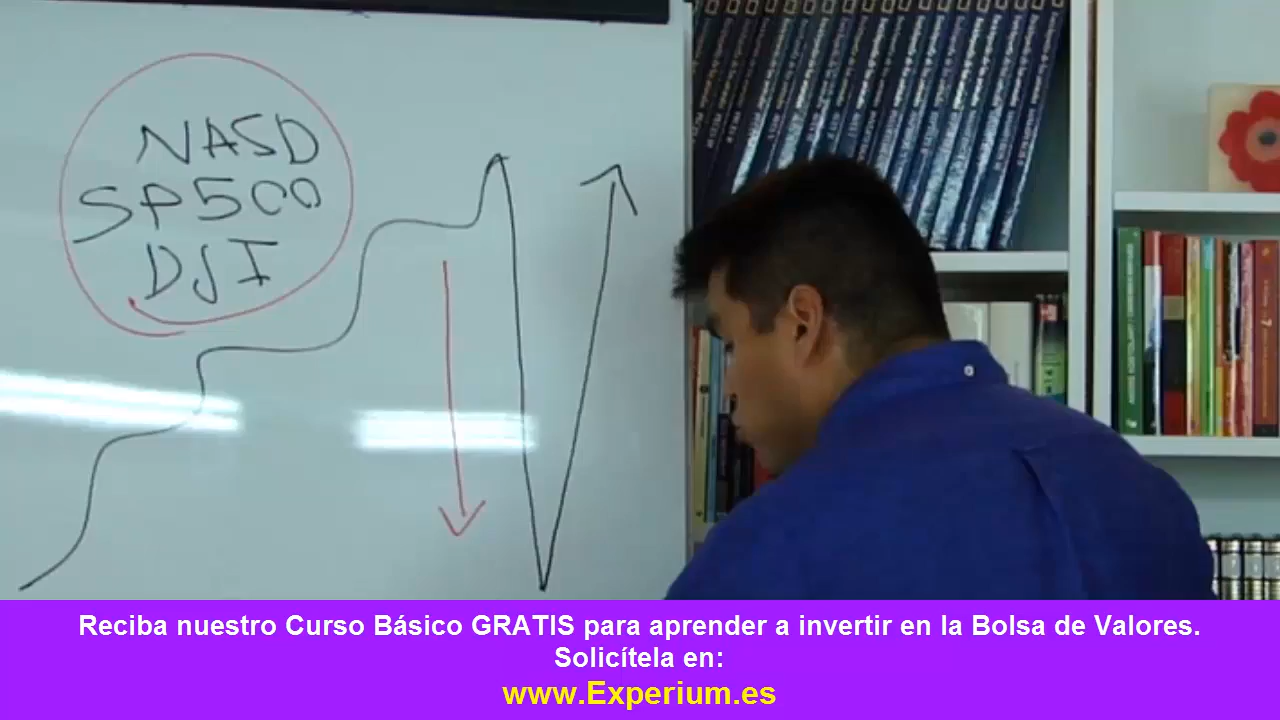 NASD
SP500
DJI
Reciba nuestro Curso Básico GRATIS para aprender a invertir en la Bolsa de Valores.
Solicítela en:
www.Experium.es